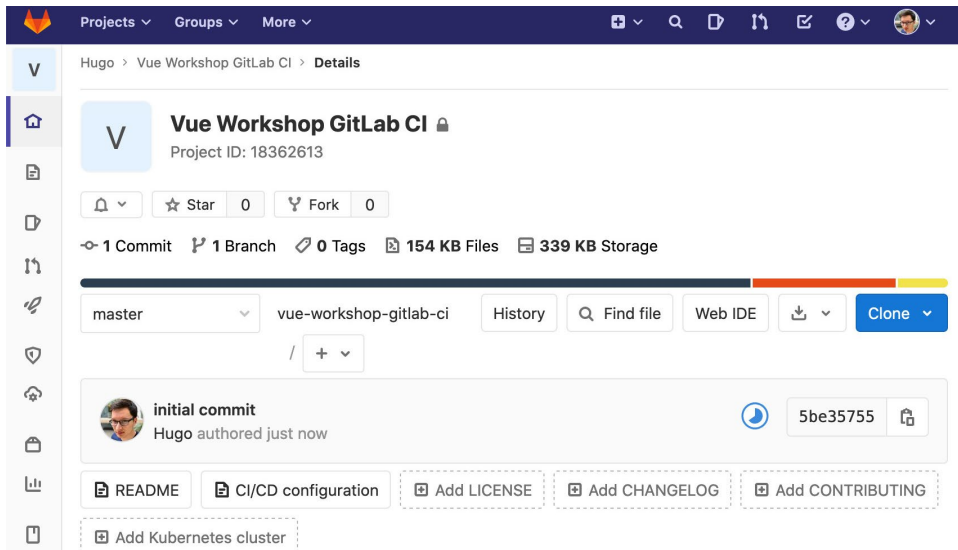 Projects Groups More
V Hugo > Vue Workshop GitLab CI > Details
V Vue Workshop GitLab CI
Project ID: 18362613
Star 0 Fork 0
1 Commit 1 Branch 0 Tags 154 KB Files 339 KB Storage
master vue-workshop-gitlab-ci History Find file Web IDE Clone
/ +
initial commit
Hugo authored just now
5be35755
README CI/CD configuration Add LICENSE Add CHANGELOG Add CONTRIBUTING
Add Kubernetes cluster